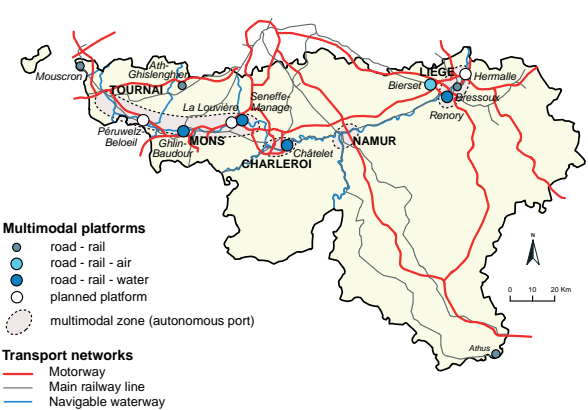 Mouscron
Ath-
Ghislenghien
TOURNAI
La Louvière
Seneffe-
Manage
Péruwelz-
Beloeil
Ghlin-
Baudour
MONS
CHARLEROI
Châtelet
NAMUR
LIEGE
Hermalle
Bierset
Bressoux
Renory
Athus
N
0 10 20 Km
Multimodal platforms
road - rail
road - rail - air
road - rail - water
planned platform
multimodal zone (autonomous port)
Transport networks
Motorway
Main railway line
Navigable waterway